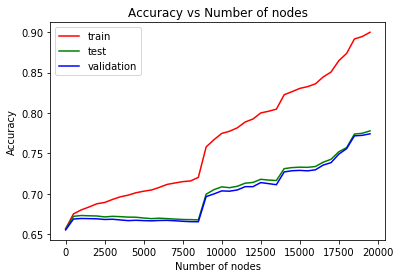 Accuracy vs Number of nodes
train
test
validation
Accuracy
0.90
0.85
0.80
0.75
0.70
0.65
0 2500 5000 7500 10000 12500 15000 17500 20000
Number of nodes